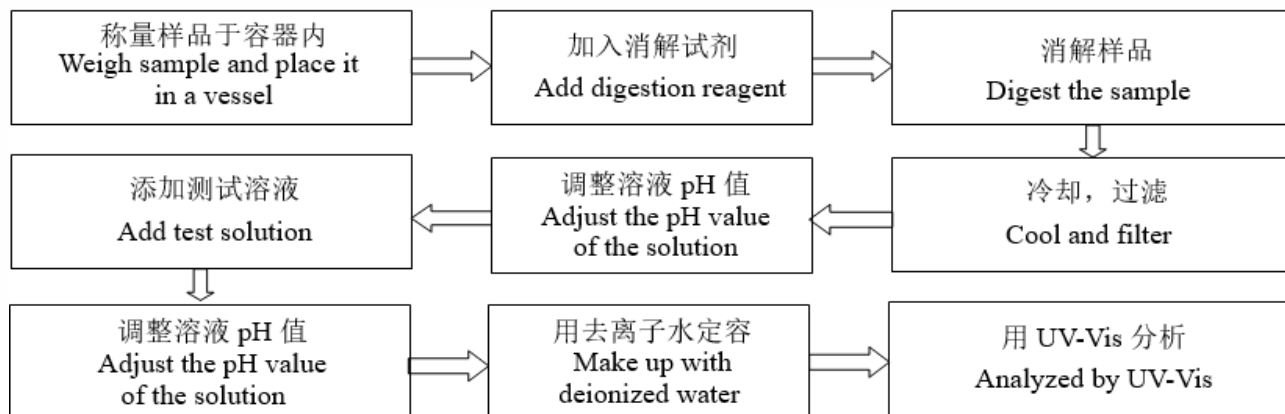 称量样品于容器内
Weigh sample and place it
in a vessel
加入消解试剂
Add digestion reagent
消解样品
Digest the sample
冷却，过滤
Cool and filter
调整溶液 pH 值
Adjust the pH value
of the solution
添加测试溶液
Add test solution
调整溶液 pH 值
Adjust the pH value
of the solution
用去离子水定容
Make up with
deionized water
用 UV-Vis 分析
Analyzed by UV-Vis